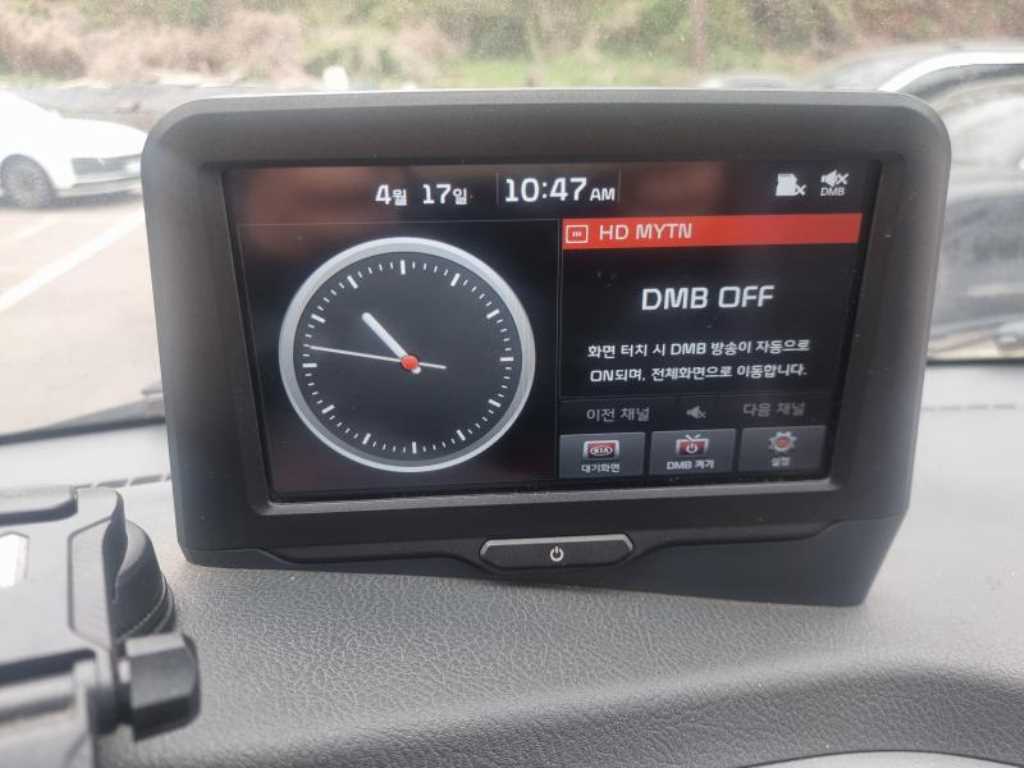 4월 17일 10:47 AM
DMB
HD MYTN
DMB OFF
화면 터치 시 DMB 방송이 자동으로
ON되며, 전체화면으로 이동합니다.
이전 채널
다음 채널
KIA
대기화면
DMB 켜기
설정